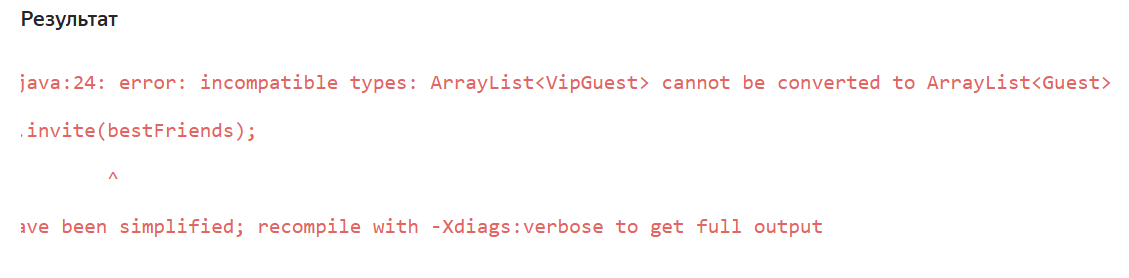 Результат
java:24: error: incompatible types: ArrayList<VipGuest> cannot be converted to ArrayList<Guest>
.invite(bestFriends);
^
ave been simplified; recompile with -Xdiags:verbose to get full output